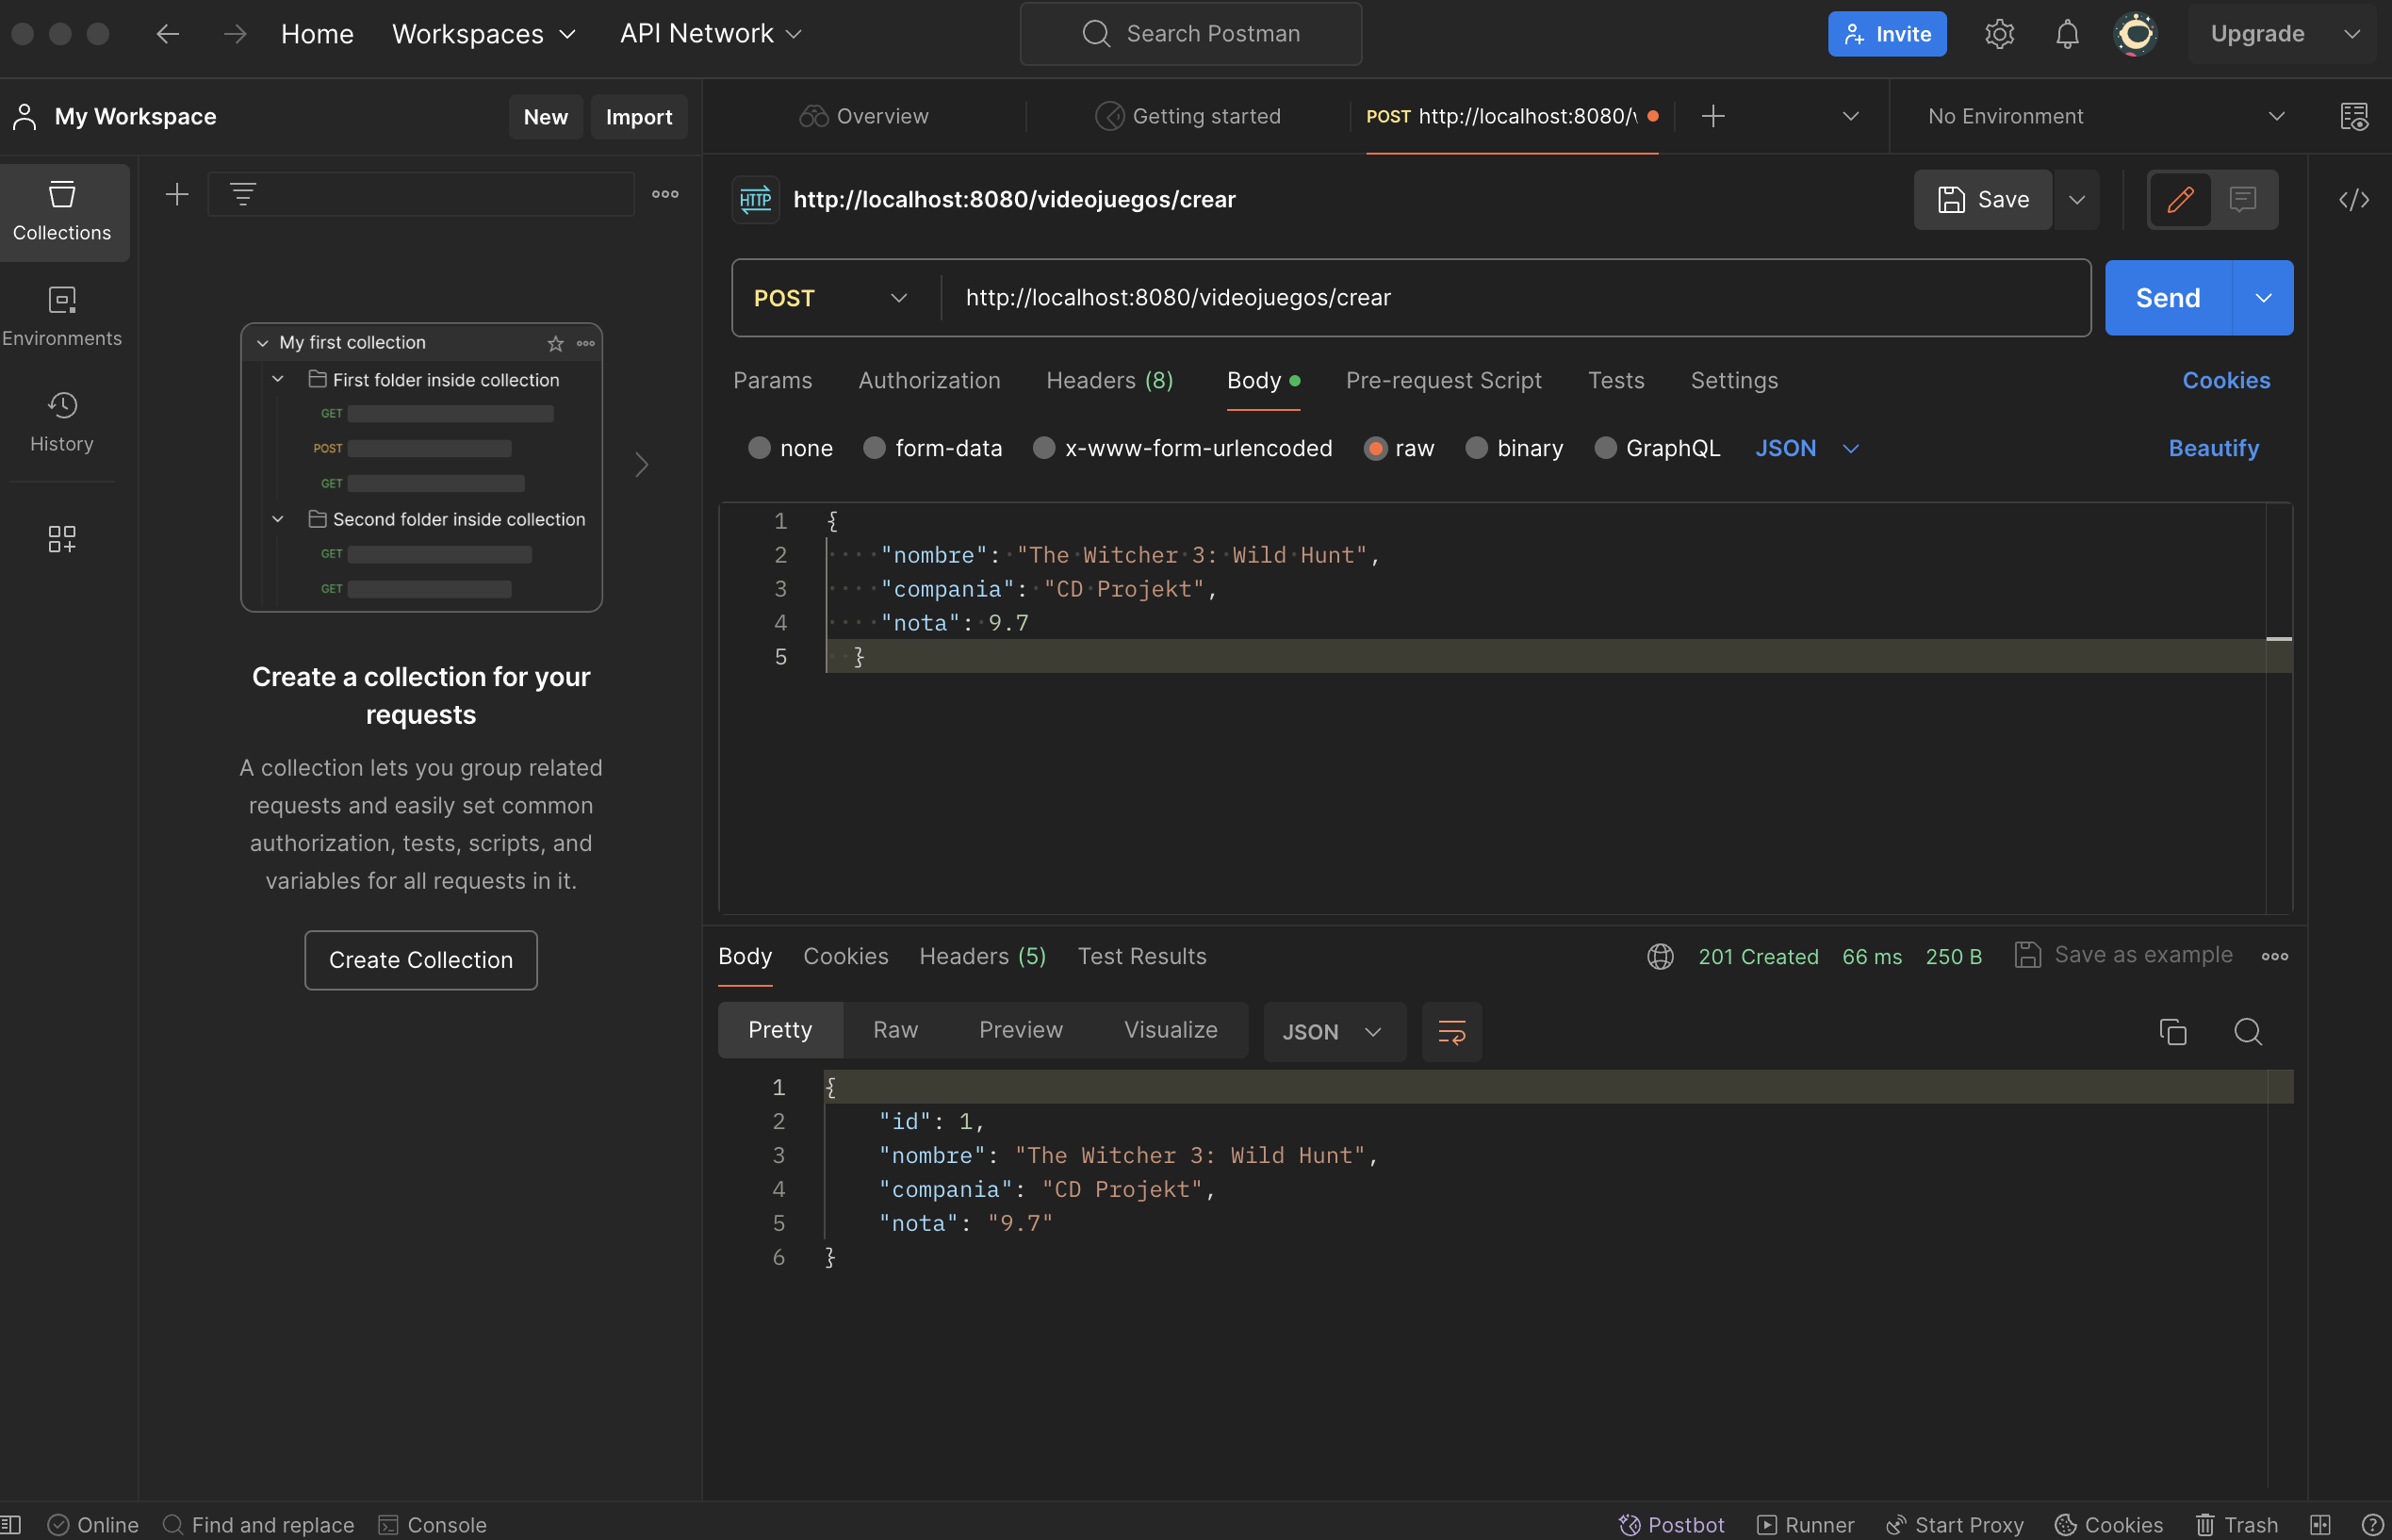 Home Workspaces API Network Search Postman Invite Upgrade
My Workspace New Import
Overview Getting started POST http://localhost:8080/v No Environment
Collections
Environments
History
My first collection
First folder inside collection
GET
POST
GET
Second folder inside collection
GET
GET
Create a collection for your
requests
A collection lets you group related
requests and easily set common
authorization, tests, scripts, and
variables for all requests in it.
Create Collection
HTTP http://localhost:8080/videojuegos/crear Save
POST http://localhost:8080/videojuegos/crear Send
Params Authorization Headers (8) Body Pre-request Script Tests Settings Cookies
none form-data x-www-form-urlencoded raw binary GraphQL JSON Beautify
1 {
2 "nombre": "The Witcher 3: Wild Hunt",
3 "compania": "CD Projekt",
4 "nota": 9.7
5 }
Body Cookies Headers (5) Test Results 201 Created 66 ms 250 B Save as example
Pretty Raw Preview Visualize JSON
1 {
2 "id": 1,
3 "nombre": "The Witcher 3: Wild Hunt",
4 "compania": "CD Projekt",
5 "nota": "9.7"
6 }
Online Find and replace Console Postbot Runner Start Proxy Cookies Trash